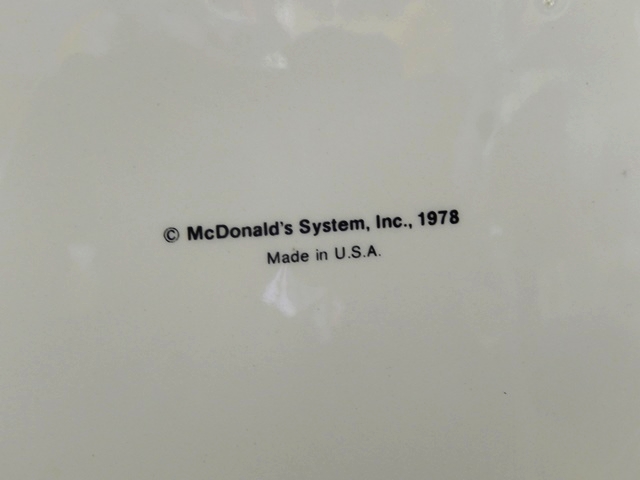 © McDonald's System, Inc., 1978
Made in U.S.A.